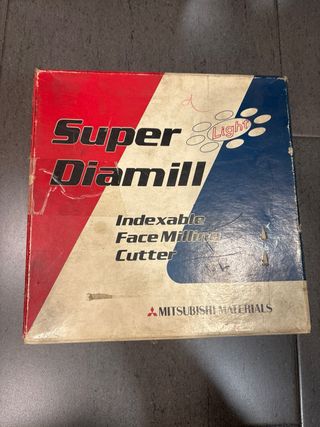 Super
Light
Diamill
Indexable
Face Milling
Cutter
MITSUBISHI MATERIALS